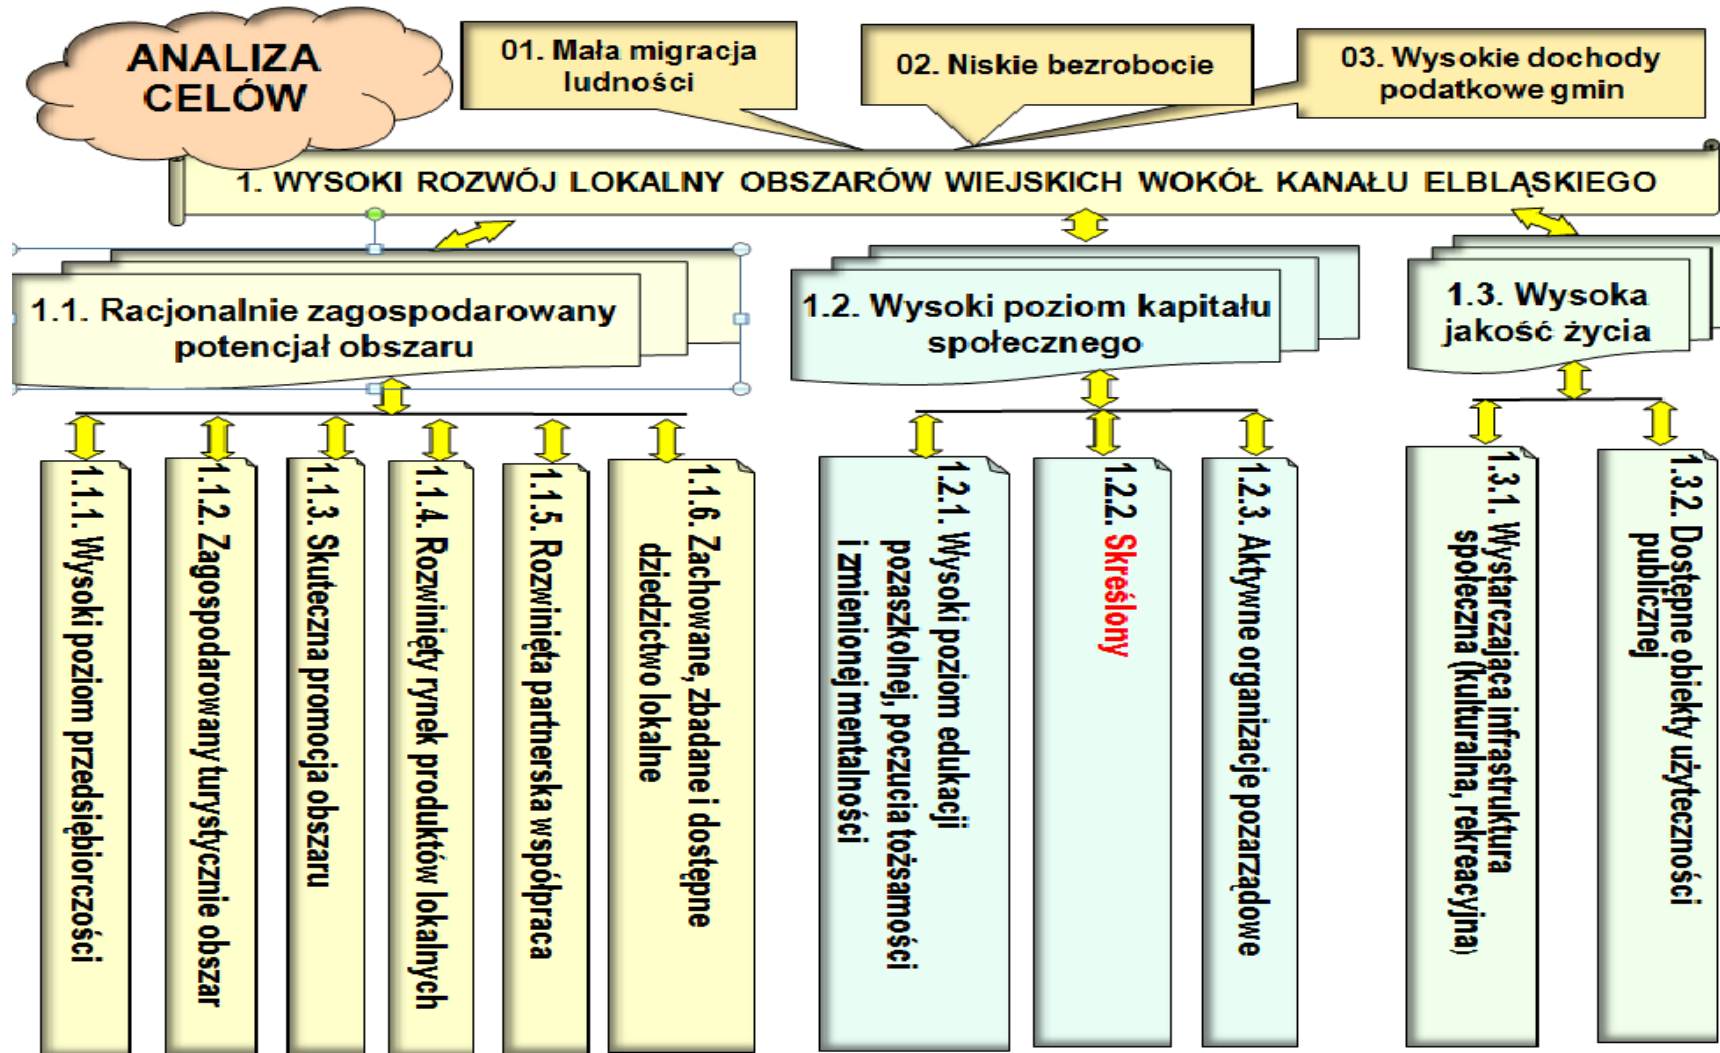 ANALIZA
CELÓW
01. Mała migracja
ludności
02. Niskie bezrobocie
03. Wysokie dochody
podatkowe gmin
1. WYSOKI ROZWÓJ LOKALNY OBSZARÓW WIEJSKICH WOKÓŁ KANAŁU ELBLĄSKIEGO
1.1. Racjonalnie zagospodarowany
potencjał obszaru
1.2. Wysoki poziom kapitału
społecznego
1.3. Wysoka
jakość życia
1.1.1. Wysoki poziom przedsiębiorczości
1.1.2. Zagospodarowany turystycznie obszar
1.1.3. Skuteczna promocja obszaru
1.1.4. Rozwinięty rynek produktów lokalnych
1.1.5. Rozwinięta partnerska współpraca
1.1.6. Zachowane, zbadane i dostępne
dziedzictwo lokalne
1.2.1. Wysoki poziom edukacji
pozaszkolnej, poczucia tożsamości
i zmienionej mentalności
1.2.2. Skreślony
1.2.3. Aktywne organizacje pozarządowe
1.3.1. Wystarczająca infrastruktura
społeczna (kulturalna, rekreacyjna)
1.3.2. Dostępne obiekty użyteczności
publicznej